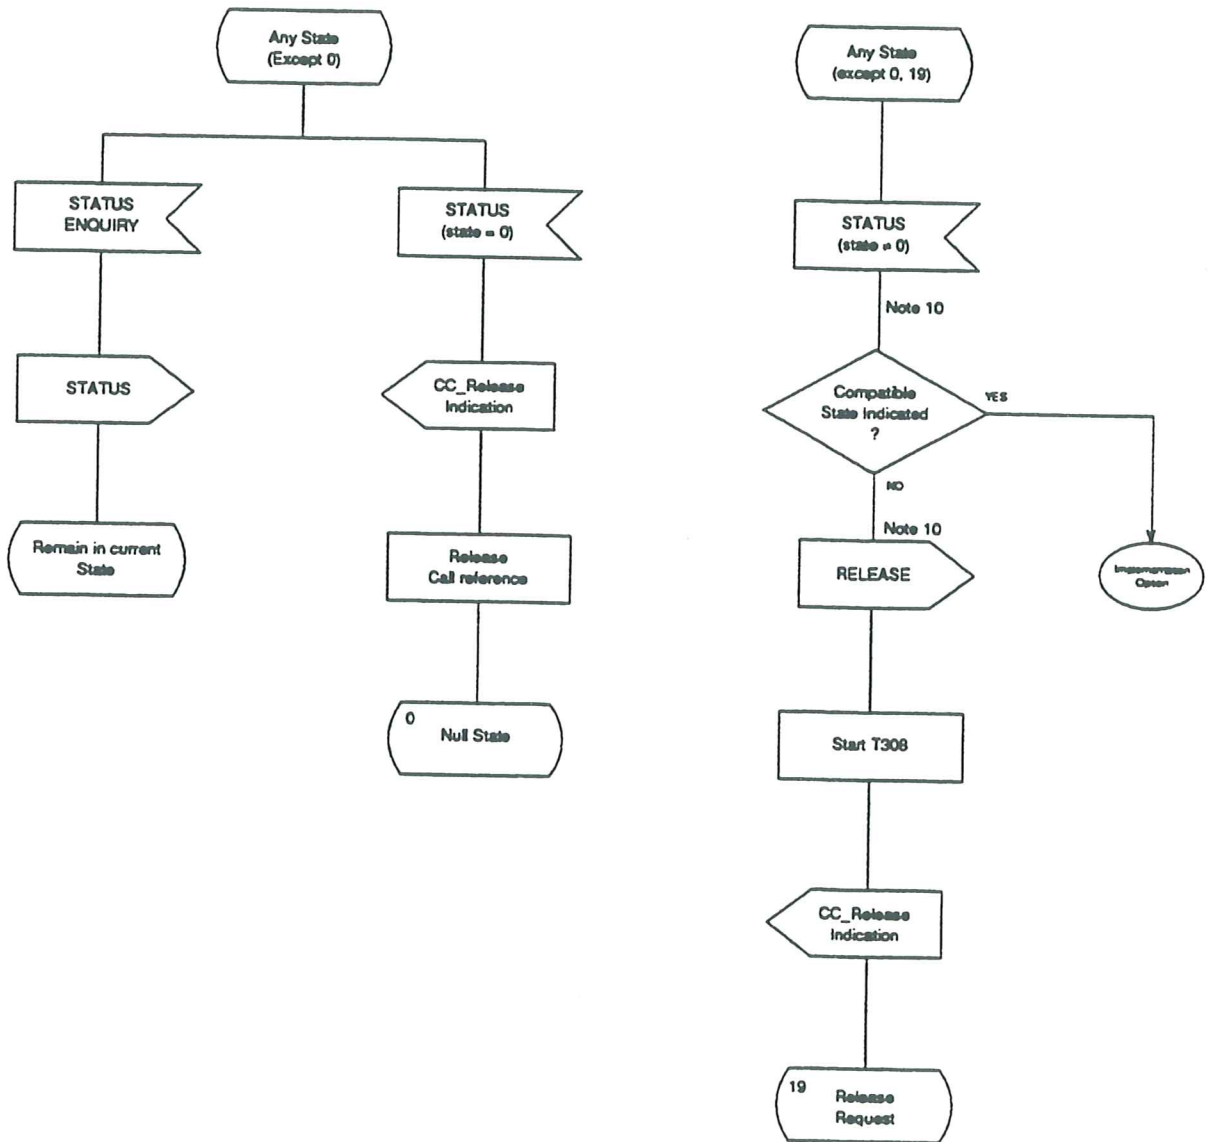 Any State
(Except 0)
STATUS
ENQUIRY
STATUS
(state = 0)
STATUS
CC_Release
Indication
Remain in current
State
Release
Call reference
0
Null State
Any State
(except 0, 19)
STATUS
(state ≠ 0)
Note 10
Compatible
State Indicated
?
YES
NO
Note 10
RELEASE
Implementation
Option
Start T308
CC_Release
Indication
19
Release
Request